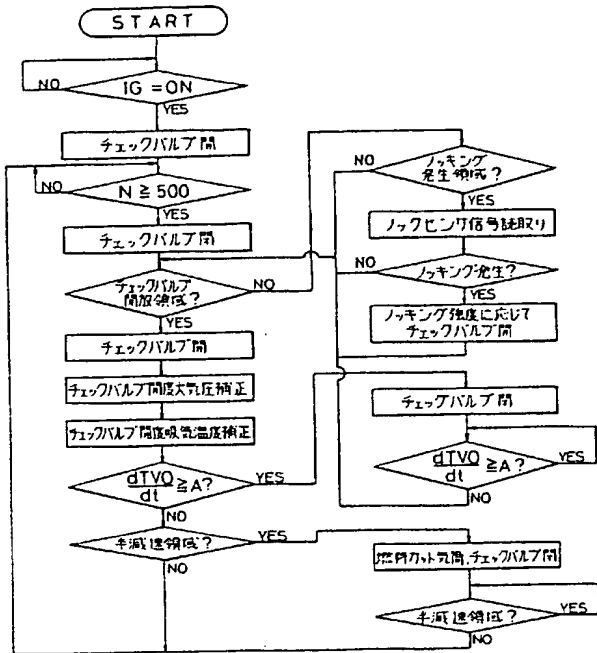 START
IG = ON
NO
YES
チェックバルブ
N ≧ 500
NO
YES
チェックバルブ
チェックバルブ
開放領域?
NO
YES
チェックバルブ
チェックバルブ開度大気圧補正
チェックバルブ開度吸気温度補正
dTVO
dt
≧A?
YES
NO
半減速領域?
YES
NO
ノッキング
発生領域?
NO
YES
ノックセンサ信号読取り
ノッキング発生?
NO
YES
ノッキング強度に応じて
チェックバルブ
チェックバルブ
dTVO
dt
≧A?
YES
NO
燃料カット気筒,チェックバルブ
半減速領域?
YES
NO